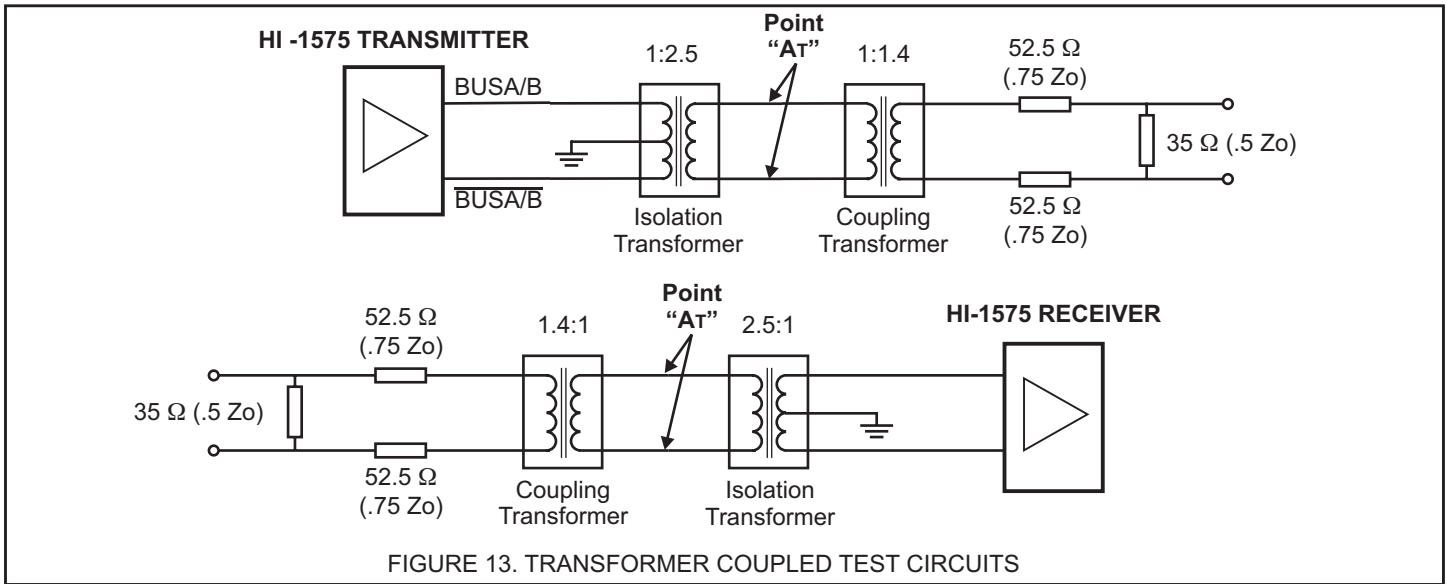 HI -1575 TRANSMITTER
Point
“AT”
1:2.5
1:1.4
52.5 Ω
(.75 Zo)
BUSA/B
35 Ω (.5 Zo)
BUSA/B
Isolation
Transformer
Coupling
Transformer
52.5 Ω
(.75 Zo)
Point
“AT”
HI-1575 RECEIVER
52.5 Ω
(.75 Zo)
1.4:1
2.5:1
35 Ω (.5 Zo)
52.5 Ω
(.75 Zo)
Coupling
Transformer
Isolation
Transformer
FIGURE 13. TRANSFORMER COUPLED TEST CIRCUITS